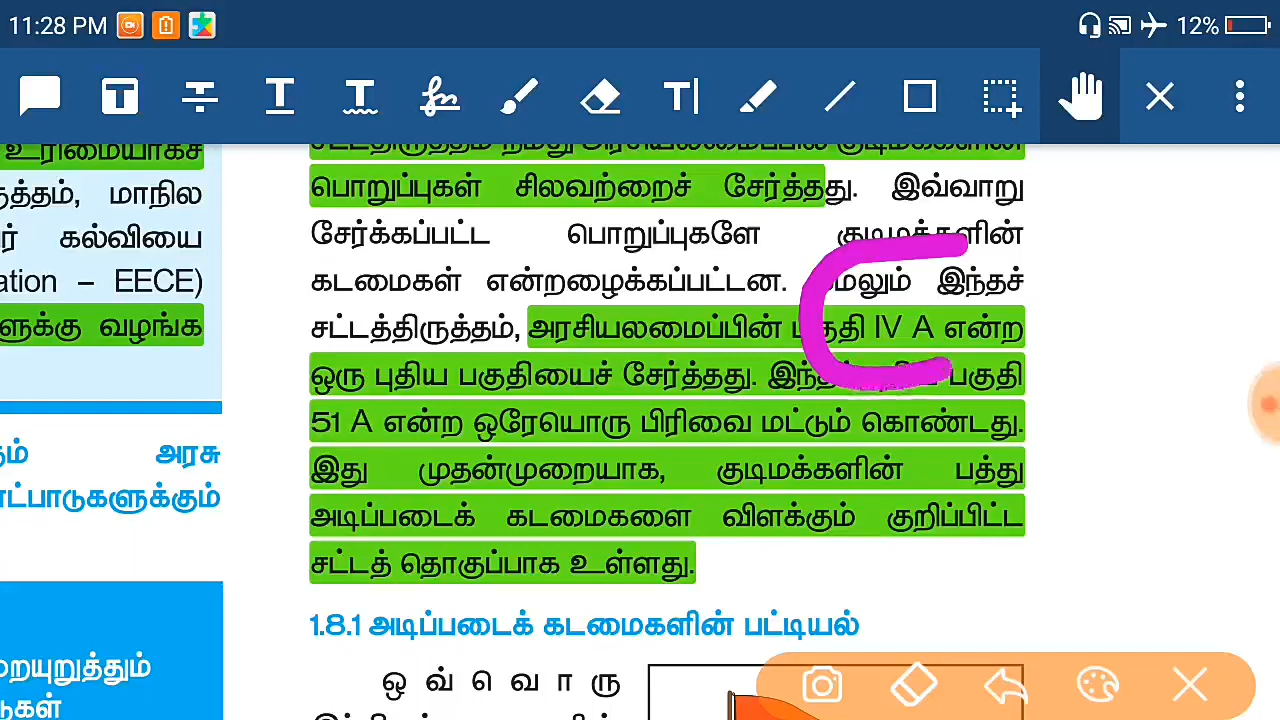 11:28 PM
12%
உரிமையாகச்
பொறுப்புகள் சிலவற்றைச் சேர்த்தது. இவ்வாறு
மாநில
சேர்க்கப்பட்ட பொறுப்புகளே குடிமக்களின்
கல்வியை
கடமைகள் என்றழைக்கப்பட்டன. இந்தச்
ation – EECE)
சட்டத்திருத்தம், அரசியலமைப்பின் பகுதி IV A என்ற
ளுக்கு வழங்க
ஒரு புதிய பகுதியைச் சேர்த்தது. பகுதி
51 A என்ற ஒரேயொரு பிரிவை மட்டும் கொண்டது.
இது முதன்முறையாக, குடிமக்களின் பத்து
அடிப்படைக் கடமைகளை விளக்கும் குறிப்பிட்ட
சட்டத் தொகுப்பாக உள்ளது.
அரசு
ாட்பாடுகளுக்கும்
1.8.1 அடிப்படைக் கடமைகளின் பட்டியல்
றையுறுத்தும்
ஒ வ் வொ ரு